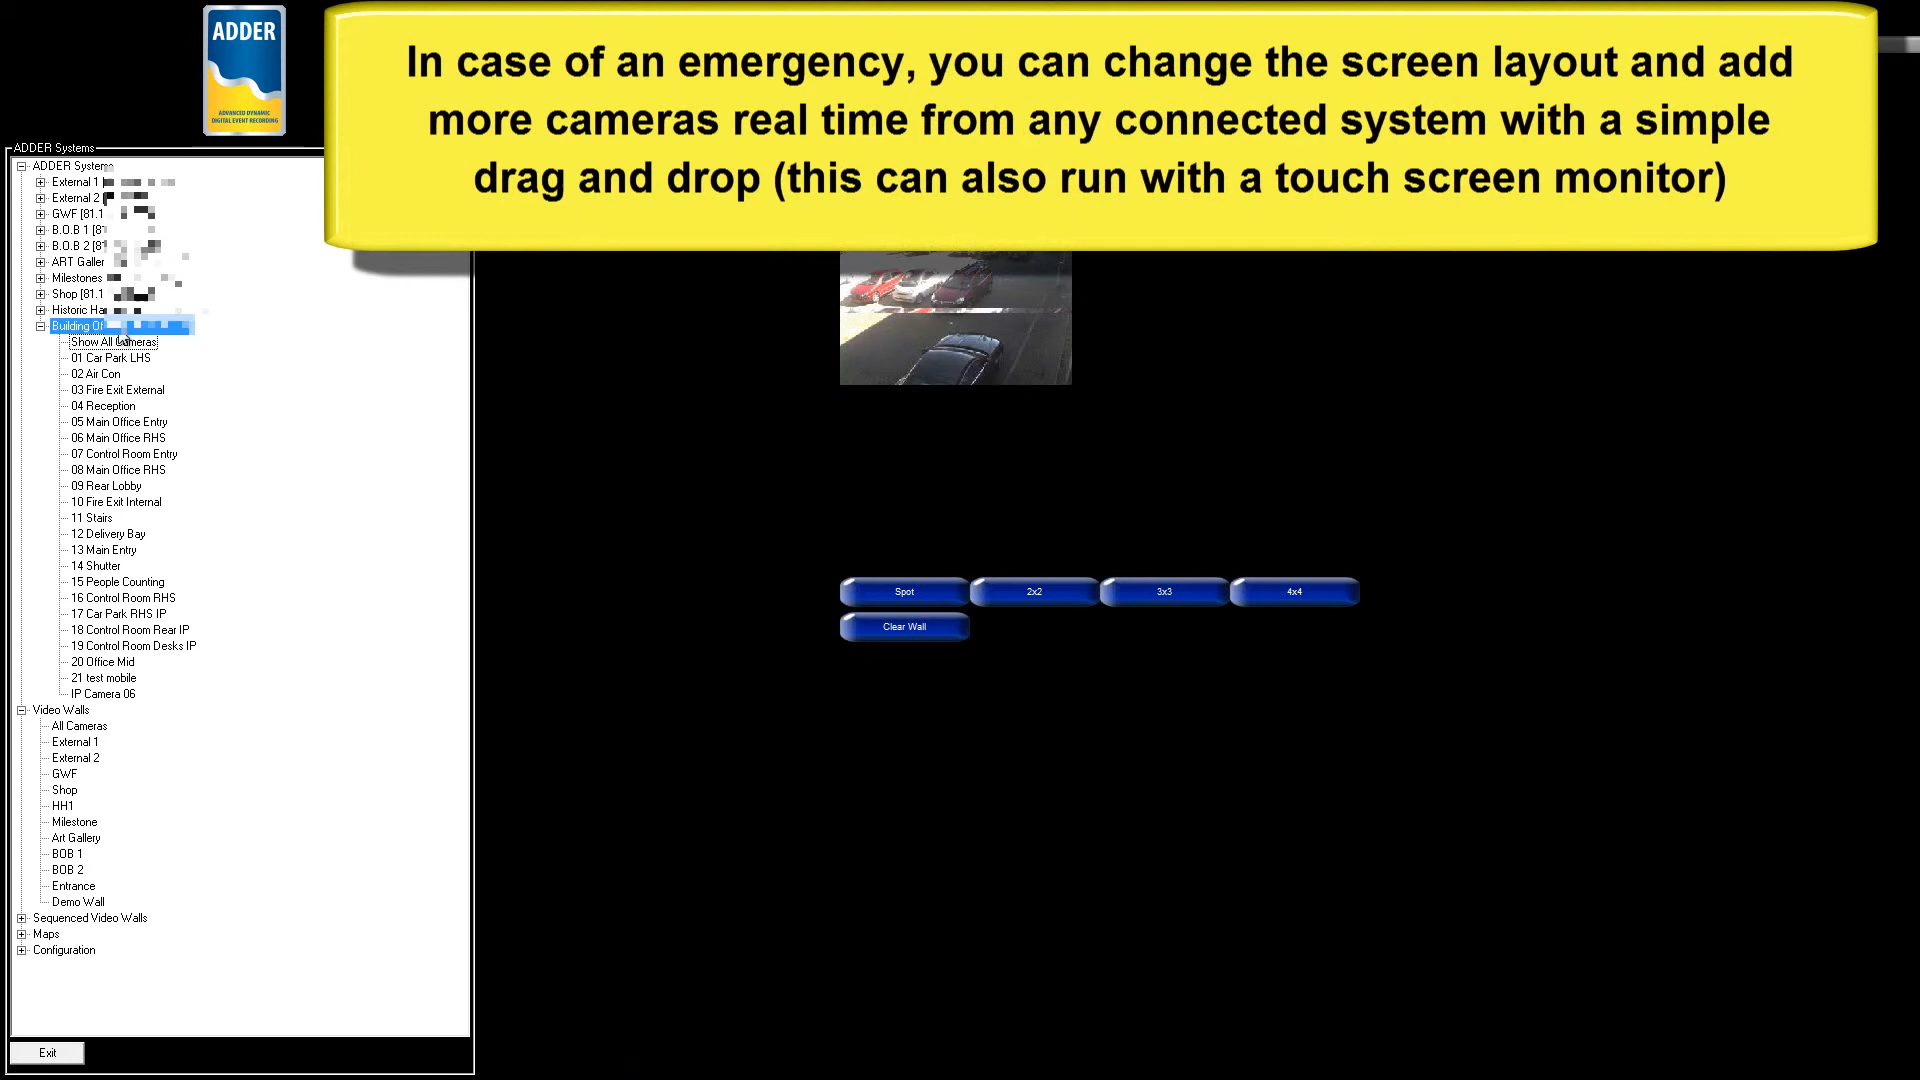 ADDER
ADVANCED DYNAMIC
DIGITAL EVENT RECORDING
In case of an emergency, you can change the screen layout and add
more cameras real time from any connected system with a simple
drag and drop (this can also run with a touch screen monitor)
ADDER Systems
ADDER Systems
External 1
External 2
GWF [81.1
B.O.B 1 [8
B.O.B 2 [8
ART Galler
Milestones
Shop [81.1
Historic Ha
Building Of
Show All Cameras
01 Car Park LHS
02 Air Con
03 Fire Exit External
04 Reception
05 Main Office Entry
06 Main Office RHS
07 Control Room Entry
08 Main Office RHS
09 Rear Lobby
10 Fire Exit Internal
11 Stairs
12 Delivery Bay
13 Main Entry
14 Shutter
15 People Counting
16 Control Room RHS
17 Car Park RHS IP
18 Control Room Rear IP
19 Control Room Desks IP
20 Office Mid
21 test mobile
IP Camera 06
Video Walls
All Cameras
External 1
External 2
GWF
Shop
HH1
Milestone
Art Gallery
BOB 1
BOB 2
Entrance
Demo Wall
Sequenced Video Walls
Maps
Configuration
Exit
Spot 2x2 3x3 4x4
Clear Wall